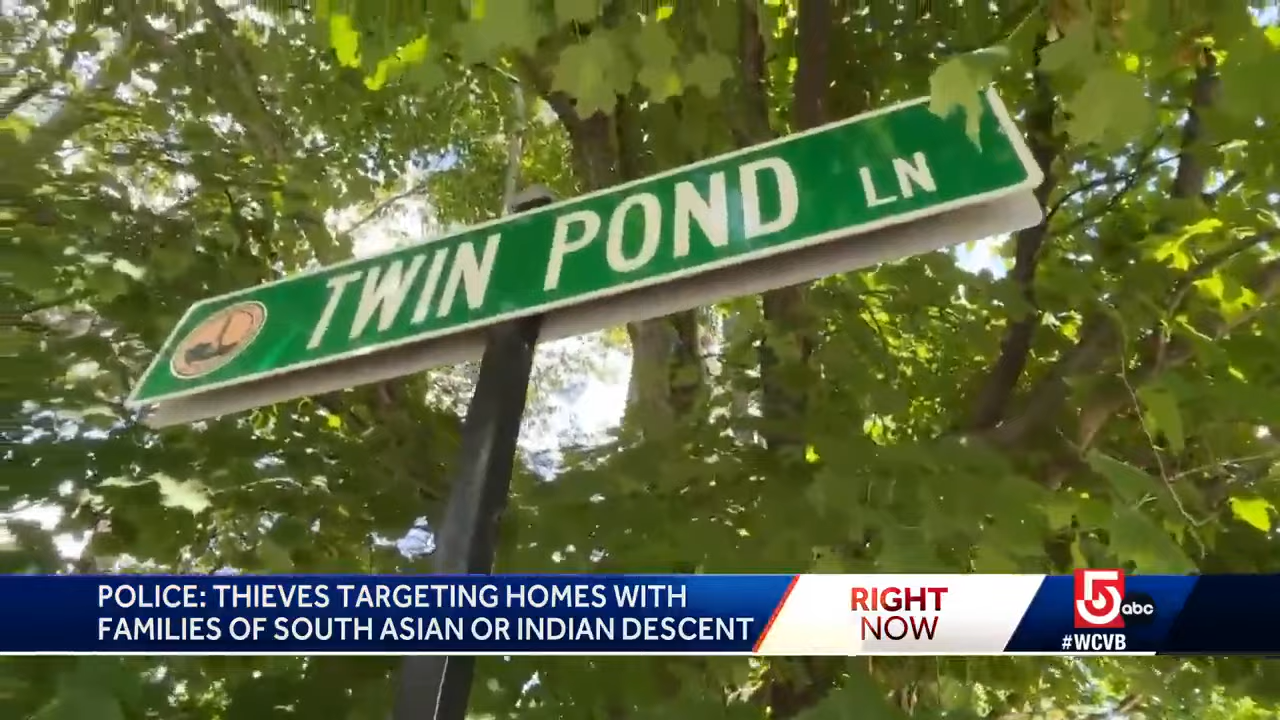 TWIN POND LN
POLICE: THIEVES TARGETING HOMES WITH
FAMILIES OF SOUTH ASIAN OR INDIAN DESCENT
RIGHT
NOW
5 abc
#WCVB